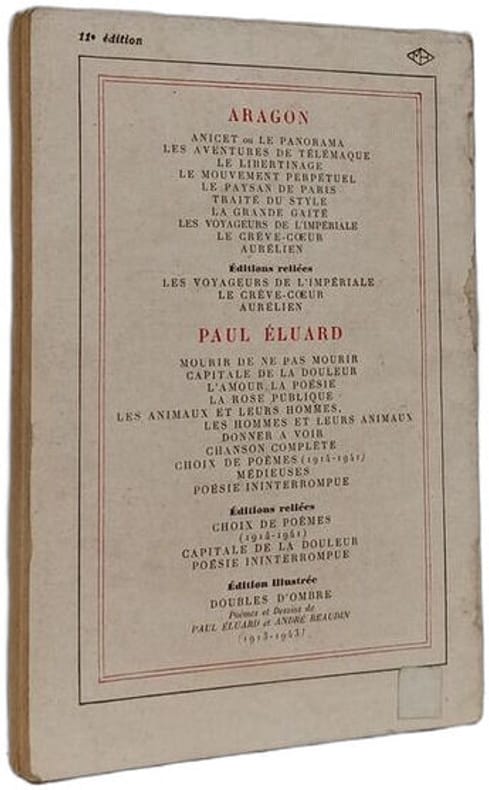 11e édition
MH
ARAGON
ANICET ou LE PANORAMA
LES AVENTURES DE TÉLÉMAQUE
LE LIBERTINAGE
LE MOUVEMENT PERPÉTUEL
LE PAYSAN DE PARIS
TRAITÉ DU STYLE
LA GRANDE GAITÉ
LES VOYAGEURS DE L'IMPÉRIALE
LE CRÈVE-CŒUR
AURÉLIEN
Éditions reliées
LES VOYAGEURS DE L'IMPÉRIALE
LE CRÈVE-CŒUR
AURÉLIEN
PAUL ÉLUARD
MOURIR DE NE PAS MOURIR
CAPITALE DE LA DOULEUR
L'AMOUR, LA POÉSIE
LA ROSE PUBLIQUE
LES ANIMAUX ET LEURS HOMMES,
LES HOMMES ET LEURS ANIMAUX
DONNER A VOIR
CHANSON COMPLÈTE
CHOIX DE POÈMES (1914-1941)
MÉDIEUSES
POÉSIE ININTERROMPUE
Éditions reliées
CHOIX DE POÈMES
(1914-1941)
CAPITALE DE LA DOULEUR
POÉSIE ININTERROMPUE
Édition illustrée
DOUBLES D'OMBRE
Poèmes et Dessins de
PAUL ÉLUARD et ANDRÉ BEAUDIN
(1913-1943)